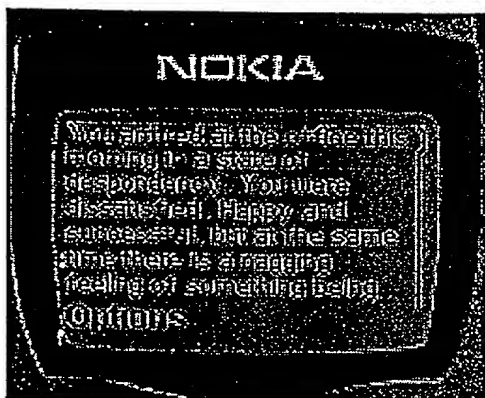 NOKIA
You arrived at the office this
morning in a state of
despondency. You were
dissatisfied. Happy and
successful, but at the same
time there is a nagging
feeling of something being
Options